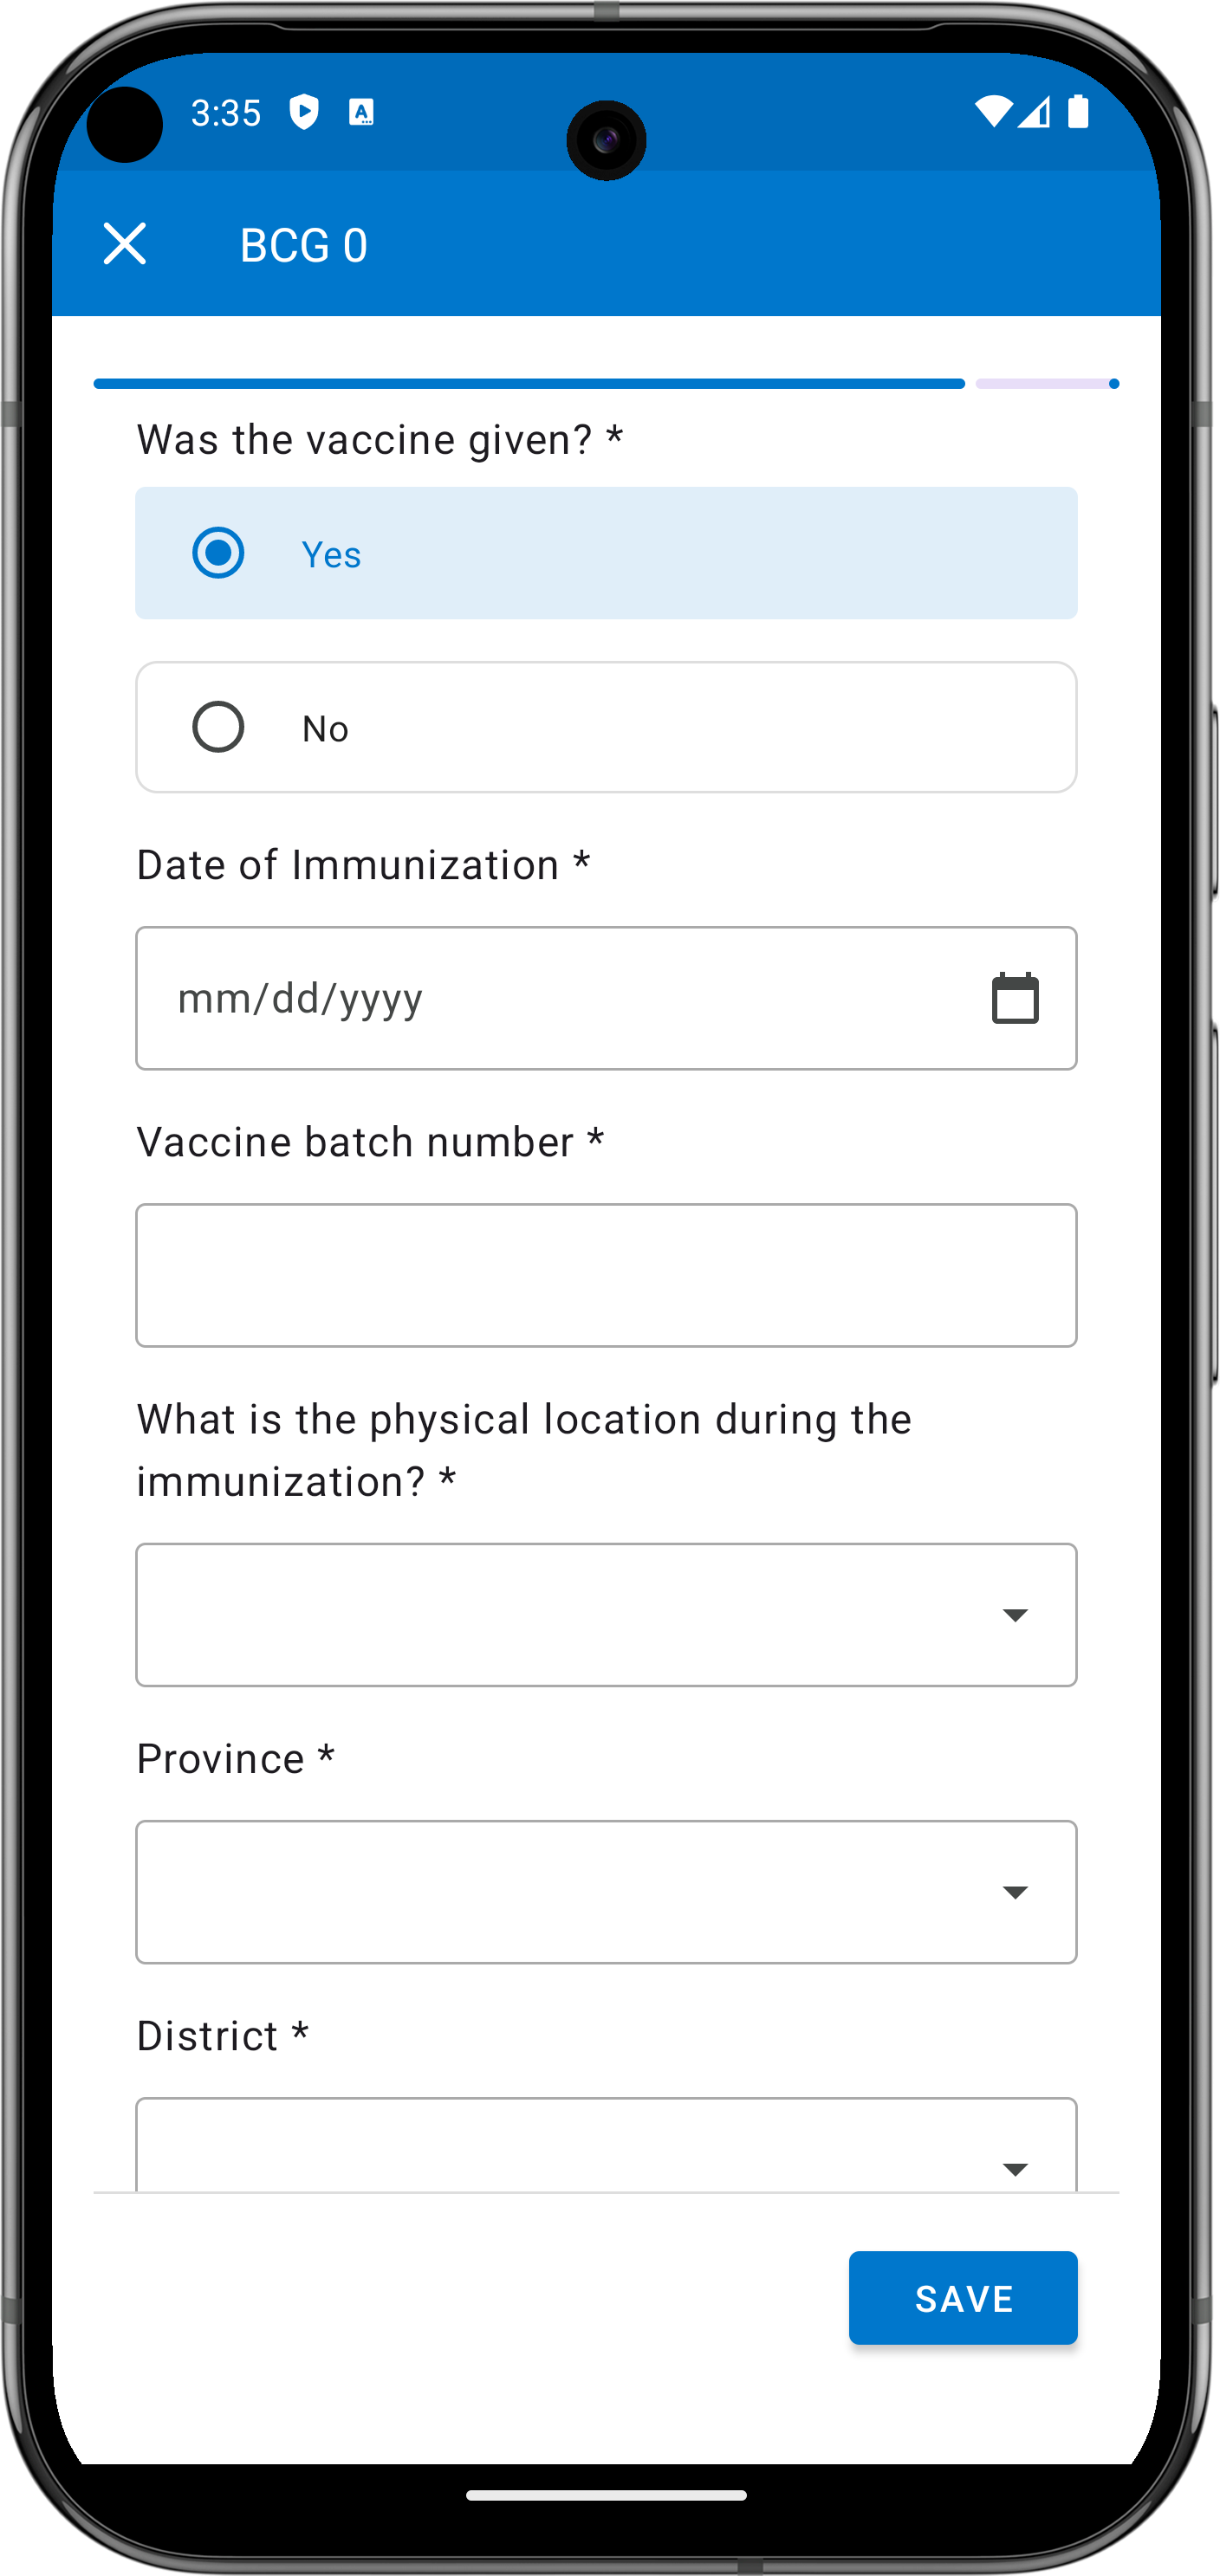 3:35
BCG 0
Was the vaccine given? *
Yes
No
Date of Immunization *
mm/dd/yyyy
Vaccine batch number *
What is the physical location during the
immunization? *
Province *
District *
SAVE